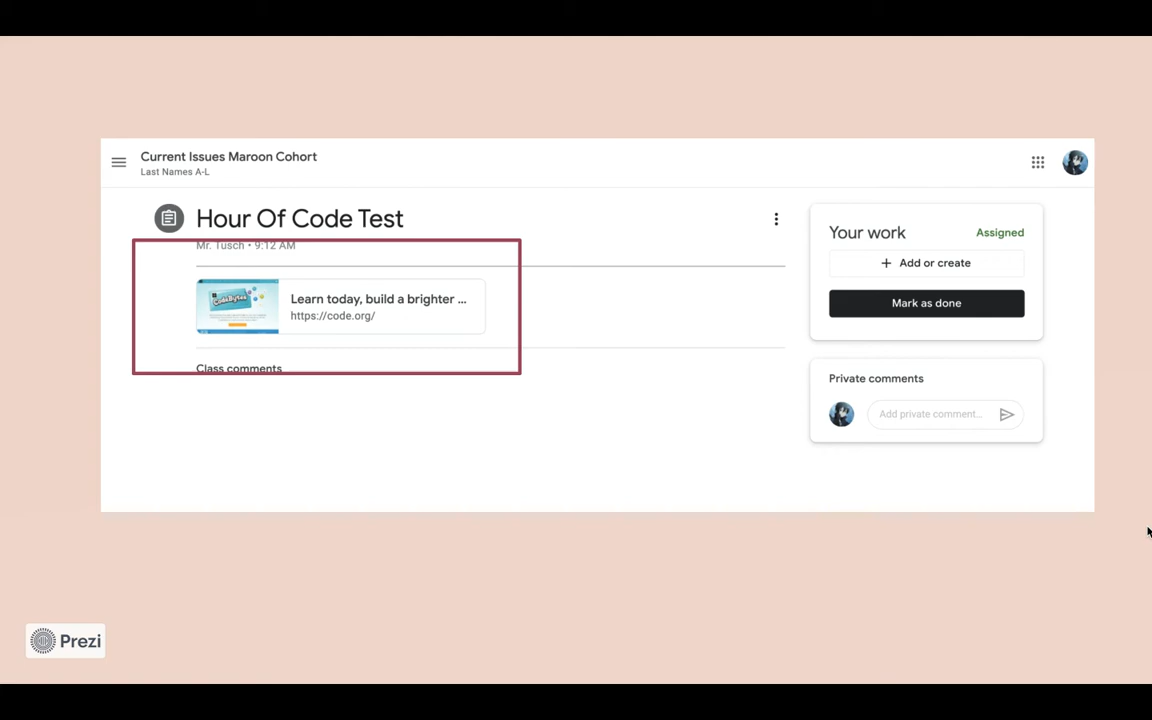 Current Issues Maroon Cohort
Last Names A-L
Hour Of Code Test
Mr. Tusch • 9:12 AM
CodeBytes
Learn today, build a brighter ...
https://code.org/
Class comments
Your work
Assigned
+ Add or create
Mark as done
Private comments
Add private comment...
Prezi